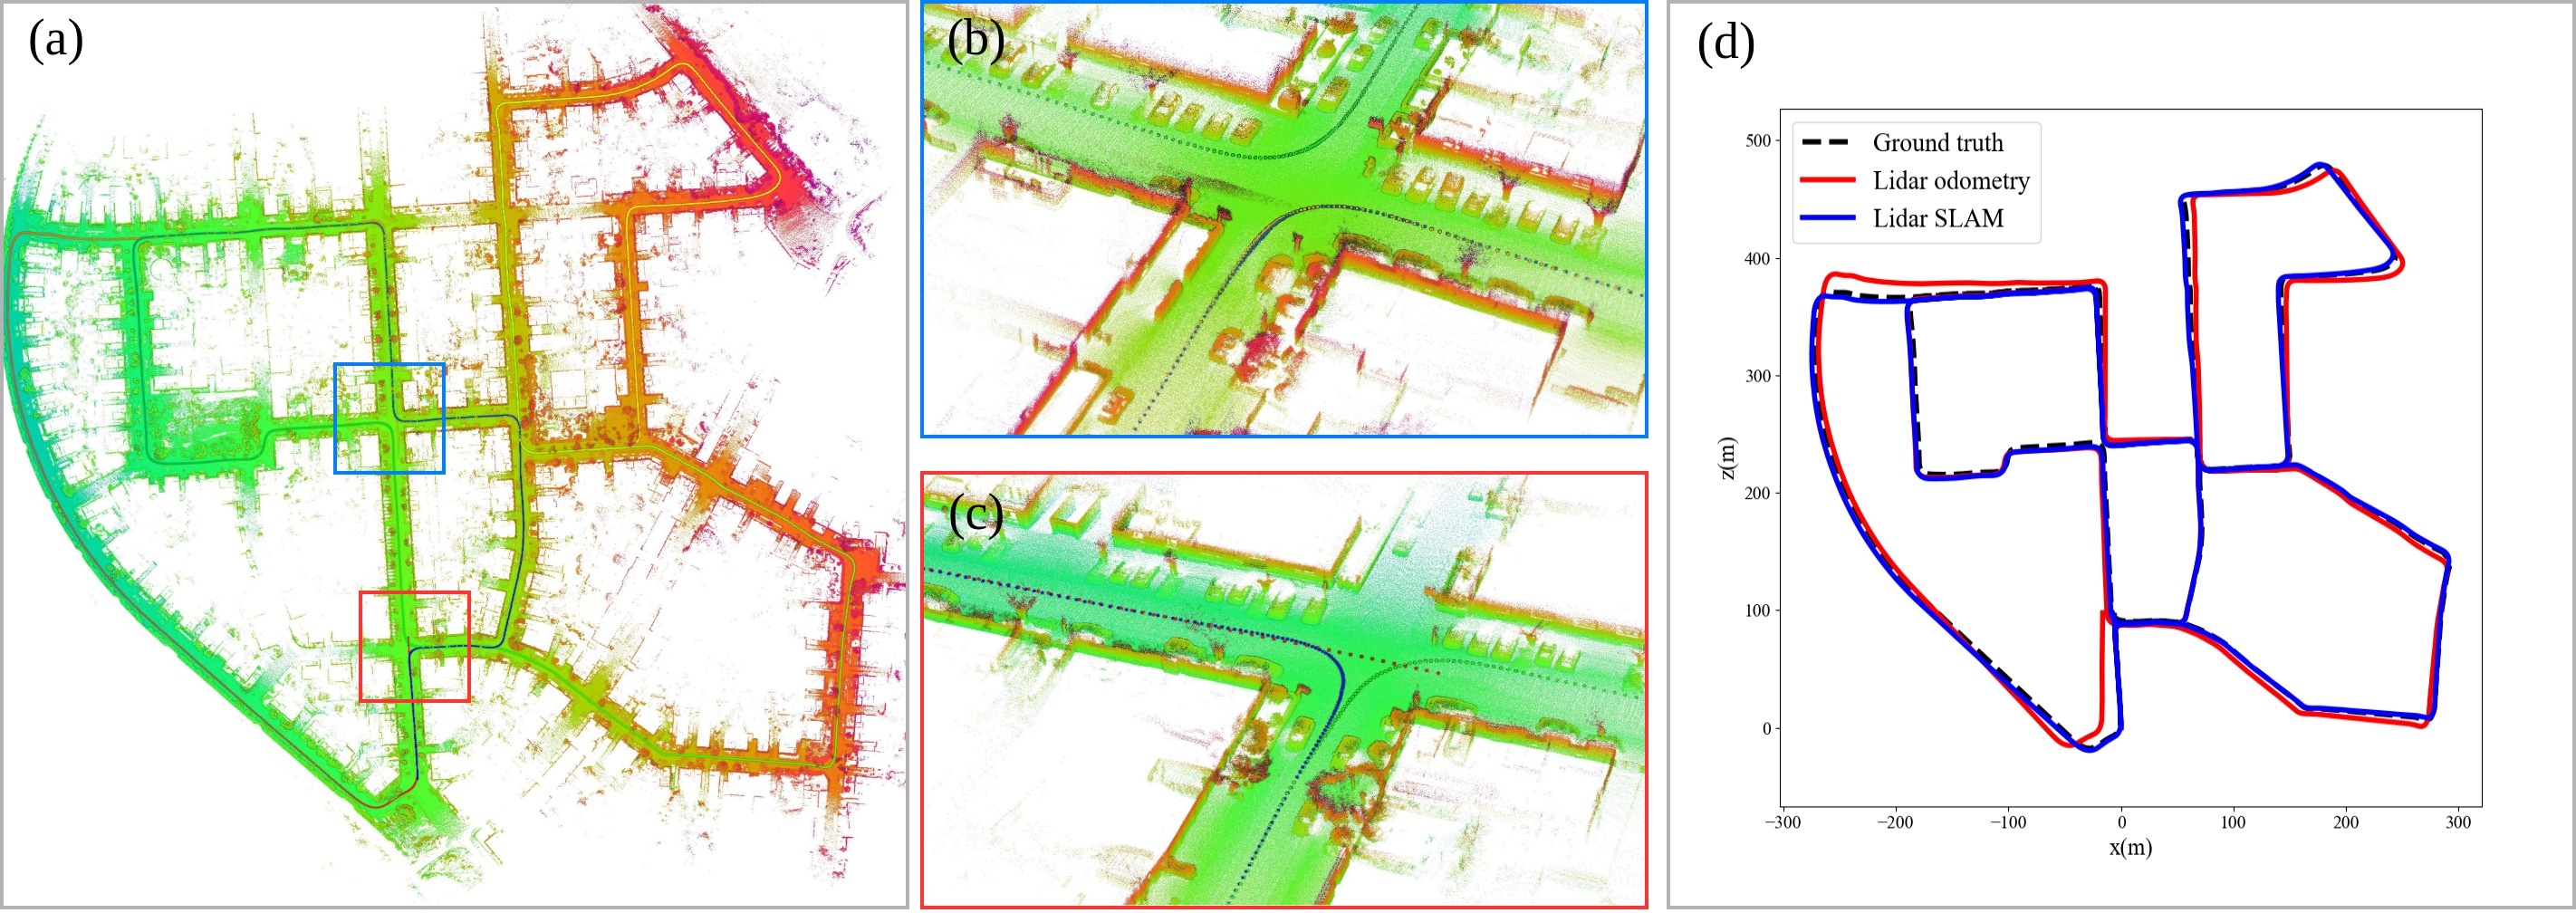 (a)
(b)
(c)
(d)
Ground truth
Lidar odometry
Lidar SLAM
500
400
300
200
100
0
z(m)
−300 −200 −100 0 100 200 300
x(m)